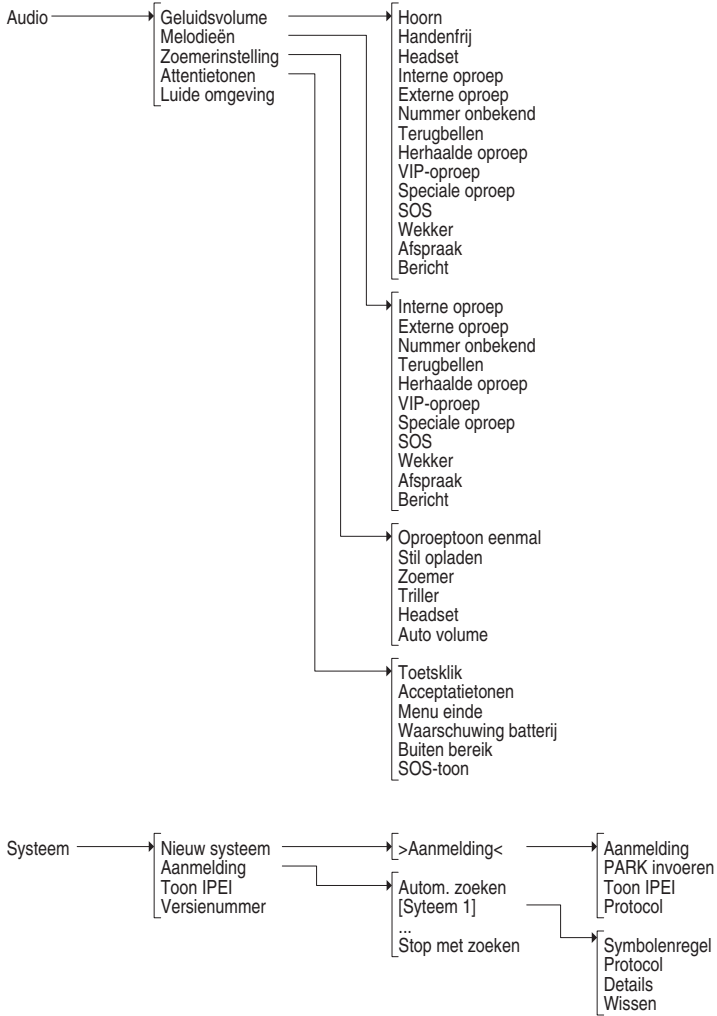 Audio
Geluidsvolume
Melodieën
Zoemerinstelling
Attentietonen
Luide omgeving
Hoorn
Handenfrij
Headset
Interne oproep
Externe oproep
Nummer onbekend
Terugbellen
Herhaalde oproep
VIP-oproep
Speciale oproep
SOS
Wekker
Afspraak
Bericht
Interne oproep
Externe oproep
Nummer onbekend
Terugbellen
Herhaalde oproep
VIP-oproep
Speciale oproep
SOS
Wekker
Afspraak
Bericht
Oproeptoon eenmal
Stil opladen
Zoemer
Triller
Headset
Auto volume
Toetsklik
Acceptatietonen
Menu einde
Waarschuwing batterij
Buiten bereik
SOS-toon
Systeem
Nieuw systeem
Aanmelding
Toon IPEI
Versienummer
>Aanmelding<
Autom. zoeken
[Syteem 1]
...
Stop met zoeken
Aanmelding
PARK invoeren
Toon IPEI
Protocol
Symbolenregel
Protocol
Details
Wissen